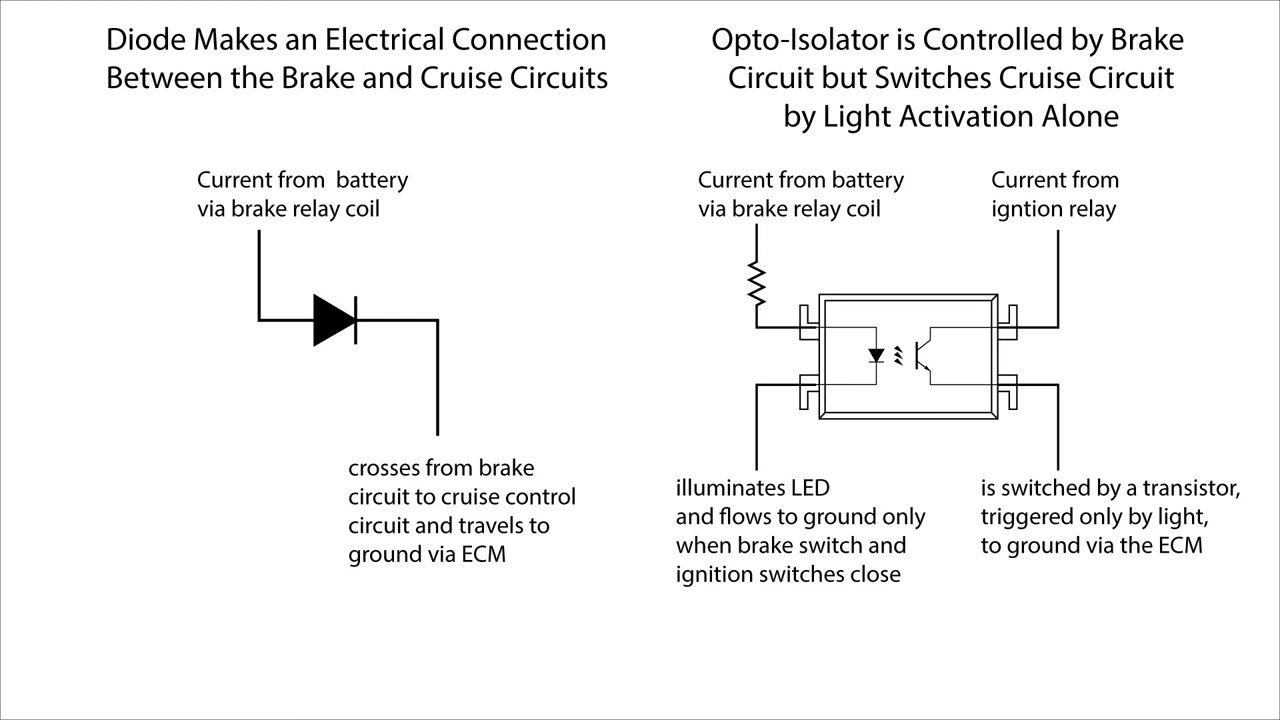 Diode Makes an Electrical Connection
Between the Brake and Cruise Circuits
Current from  battery
via brake relay coil
crosses from brake
circuit to cruise control
circuit and travels to
ground via ECM
Opto-Isolator is Controlled by Brake
Circuit but Switches Cruise Circuit
by Light Activation Alone
Current from battery
via brake relay coil
Current from
igntion relay
illuminates LED
and flows to ground only
when brake switch and
ignition switches close
is switched by a transistor,
triggered only by light,
to ground via the ECM